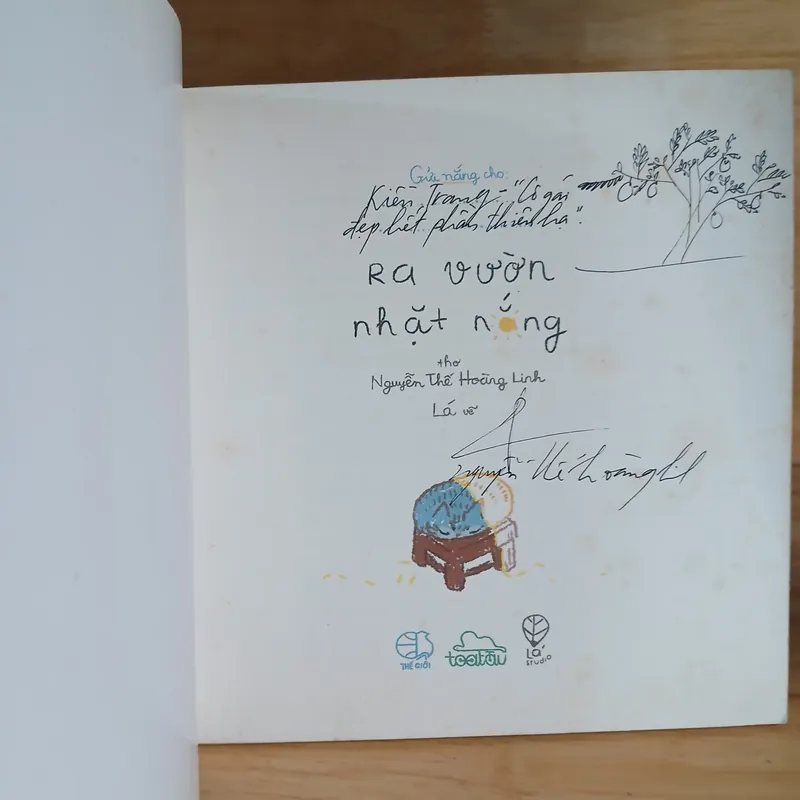 Gửi nắng cho:
Kiều Trang - "Cô gái
đẹp hết phần thiên hạ".
RA VƯỜN
nhặt nắng
thơ
Nguyễn Thế Hoàng Linh
Lá vẽ
Nguyễn Thế Hoàng Linh
THẾ GIỚI
toatàu
Lá
STUDIO